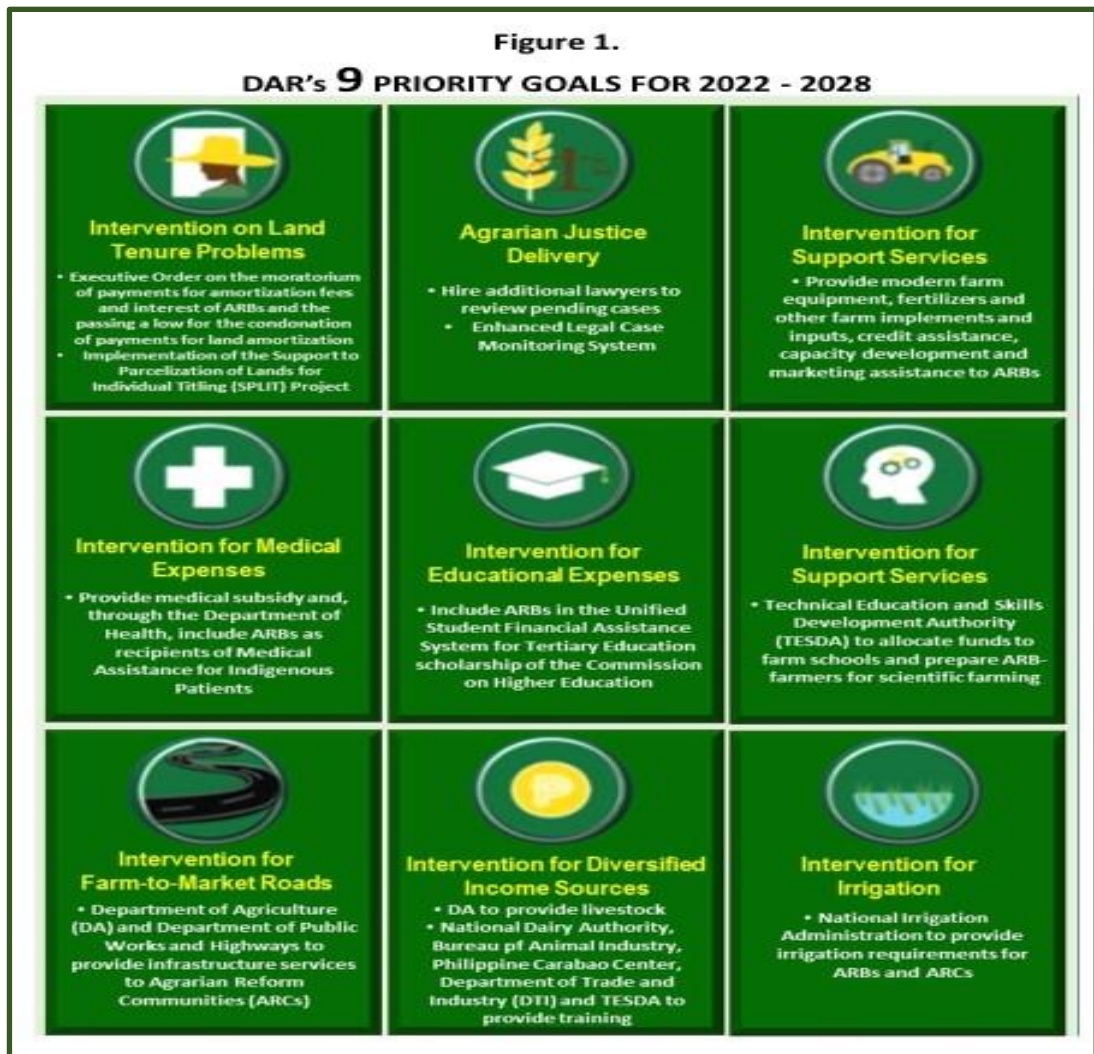 Figure 1.
DAR's 9 PRIORITY GOALS FOR 2022 - 2028
Intervention on Land
Tenure Problems
• Executive Order on the moratorium
of payments for amortization fees
and interest of ARBs and the
passing a low for the condonation
of payments for land amortization
• Implementation of the Support to
Parcelization of Lands for
Individual Titling (SPLIT) Project
Agrarian Justice
Delivery
• Hire additional lawyers to
review pending cases
• Enhanced Legal Case
Monitoring System
Intervention for
Support Services
• Provide modern farm
equipment, fertilizers and
other farm implements and
inputs, credit assistance,
capacity development and
marketing assistance to ARBs
Intervention for Medical
Expenses
• Provide medical subsidy and,
through the Department of
Health, include ARBs as
recipients of Medical
Assistance for Indigenous
Patients
Intervention for
Educational Expenses
• Include ARBs in the Unified
Student Financial Assistance
System for Tertiary Education
scholarship of the Commission
on Higher Education
Intervention for
Support Services
• Technical Education and Skills
Development Authority
(TESDA) to allocate funds to
farm schools and prepare ARB-
farmers for scientific farming
Intervention for
Farm-to-Market Roads
• Department of Agriculture
(DA) and Department of Public
Works and Highways to
provide infrastructure services
to Agrarian Reform
Communities (ARCs)
P
Intervention for Diversified
Income Sources
• DA to provide livestock
• National Dairy Authority,
Bureau pf Animal Industry,
Philippine Carabao Center,
Department of Trade and
Industry (DTI) and TESDA to
provide training
Intervention for
Irrigation
• National Irrigation
Administration to provide
irrigation requirements for
ARBs and ARCs